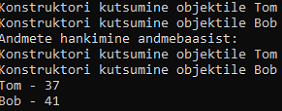 Konstruktori kutsumine objektile Tom
Konstruktori kutsumine objektile Bob
Andmete hankimine andmebaasist:
Konstruktori kutsumine objektile Tom
Konstruktori kutsumine objektile Bob
Tom - 37
Bob - 41